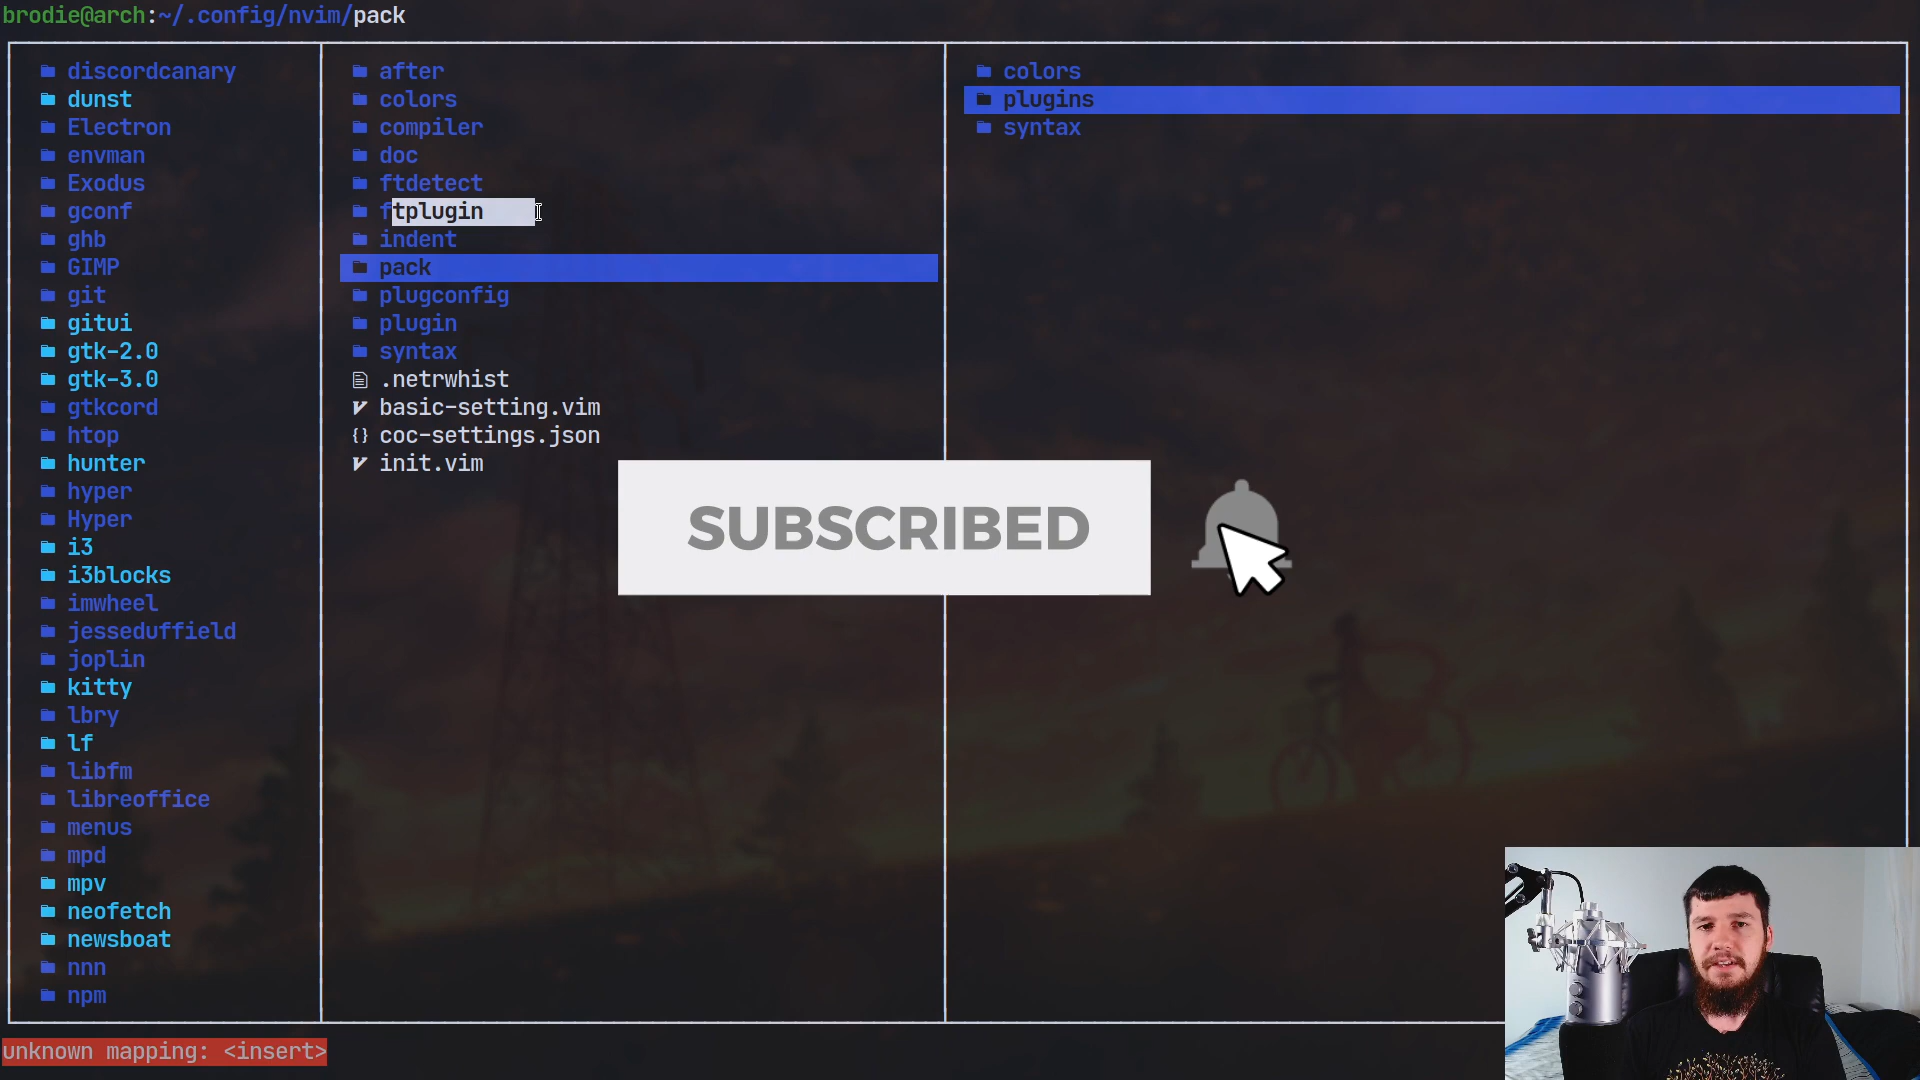 brodie@arch:~/.config/nvim/pack
discordcanary
dunst
Electron
envman
Exodus
gconf
ghb
GIMP
git
gitui
gtk-2.0
gtk-3.0
gtkcord
htop
hunter
hyper
Hyper
i3
i3blocks
imwheel
jesseduffield
joplin
kitty
lbry
lf
libfm
libreoffice
menus
mpd
mpv
neofetch
newsboat
nnn
npm
after
colors
compiler
doc
ftdetect
ftplugin
indent
pack
plugconfig
plugin
syntax
.netrwhist
basic-setting.vim
coc-settings.json
init.vim
colors
plugins
syntax
SUBSCRIBED
unknown mapping: <insert>